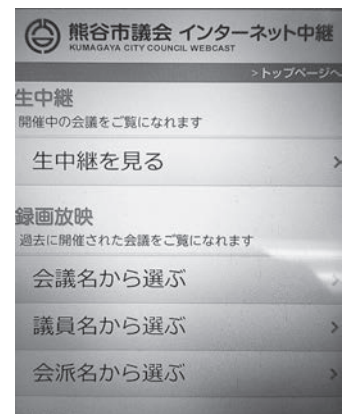 熊谷市議会 インターネット中継
KUMAGAYA CITY COUNCIL WEBCAST
>トップページへ
生中継
開催中の会議をご覧になれます
生中継を見る
録画放映
過去に開催された会議をご覧になれます
会議名から選ぶ
議員名から選ぶ
会派名から選ぶ